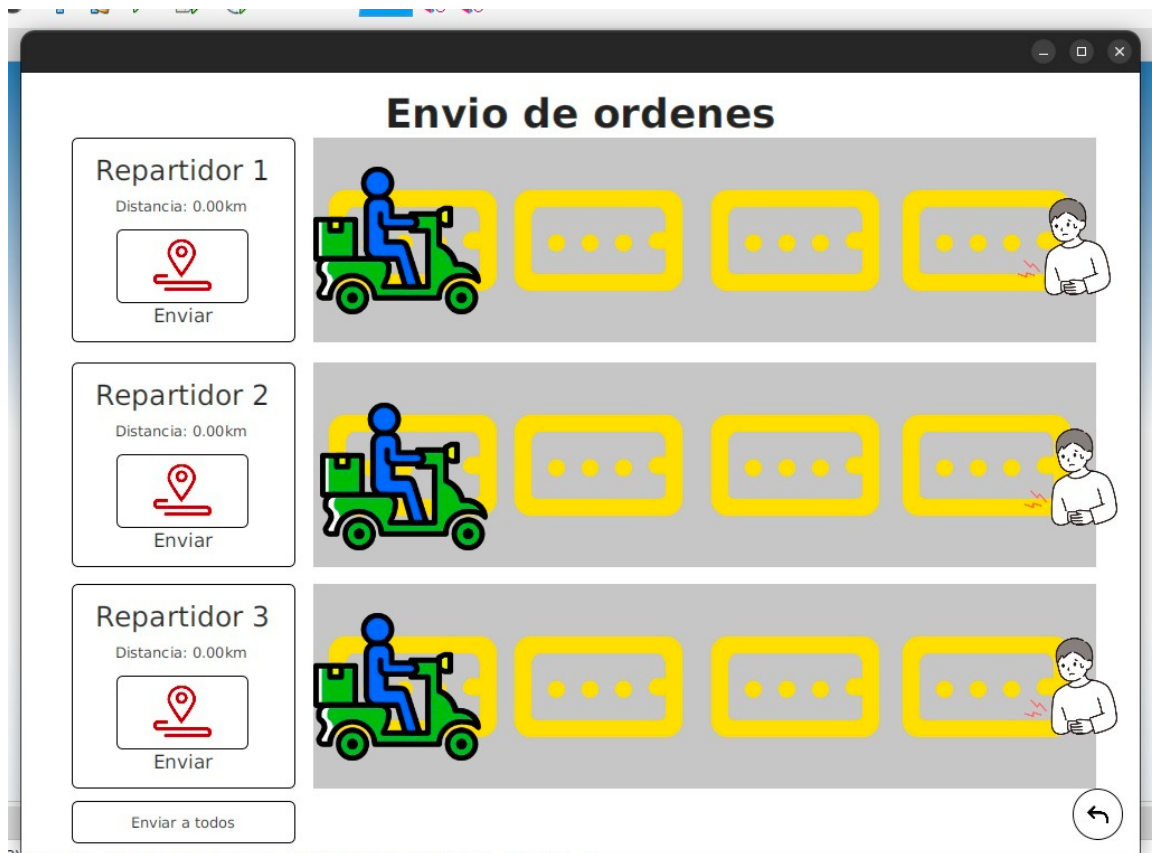 Envio de ordenes
Repartidor 1
Distancia: 0.00km
Enviar
Repartidor 2
Distancia: 0.00km
Enviar
Repartidor 3
Distancia: 0.00km
Enviar
Enviar a todos